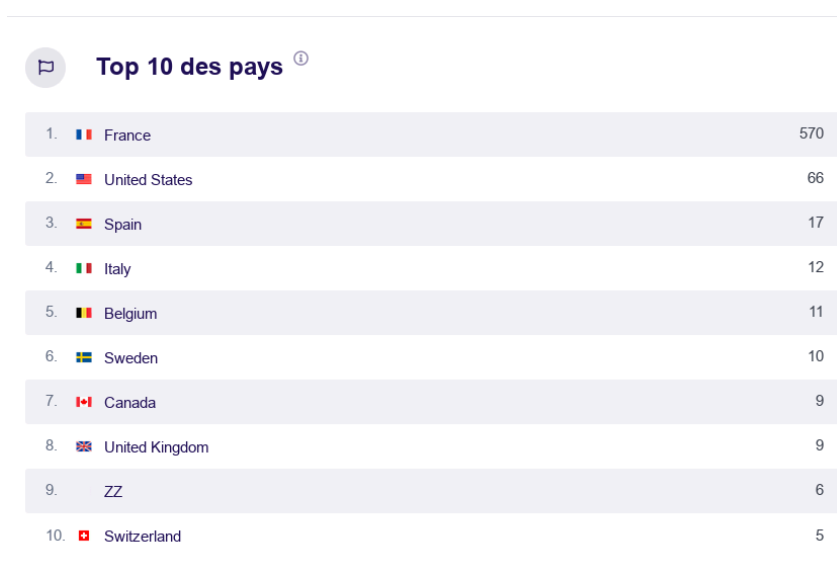 Top 10 des pays
1. France 570
2. United States 66
3. Spain 17
4. Italy 12
5. Belgium 11
6. Sweden 10
7. Canada 9
8. United Kingdom 9
9. ZZ 6
10. Switzerland 5